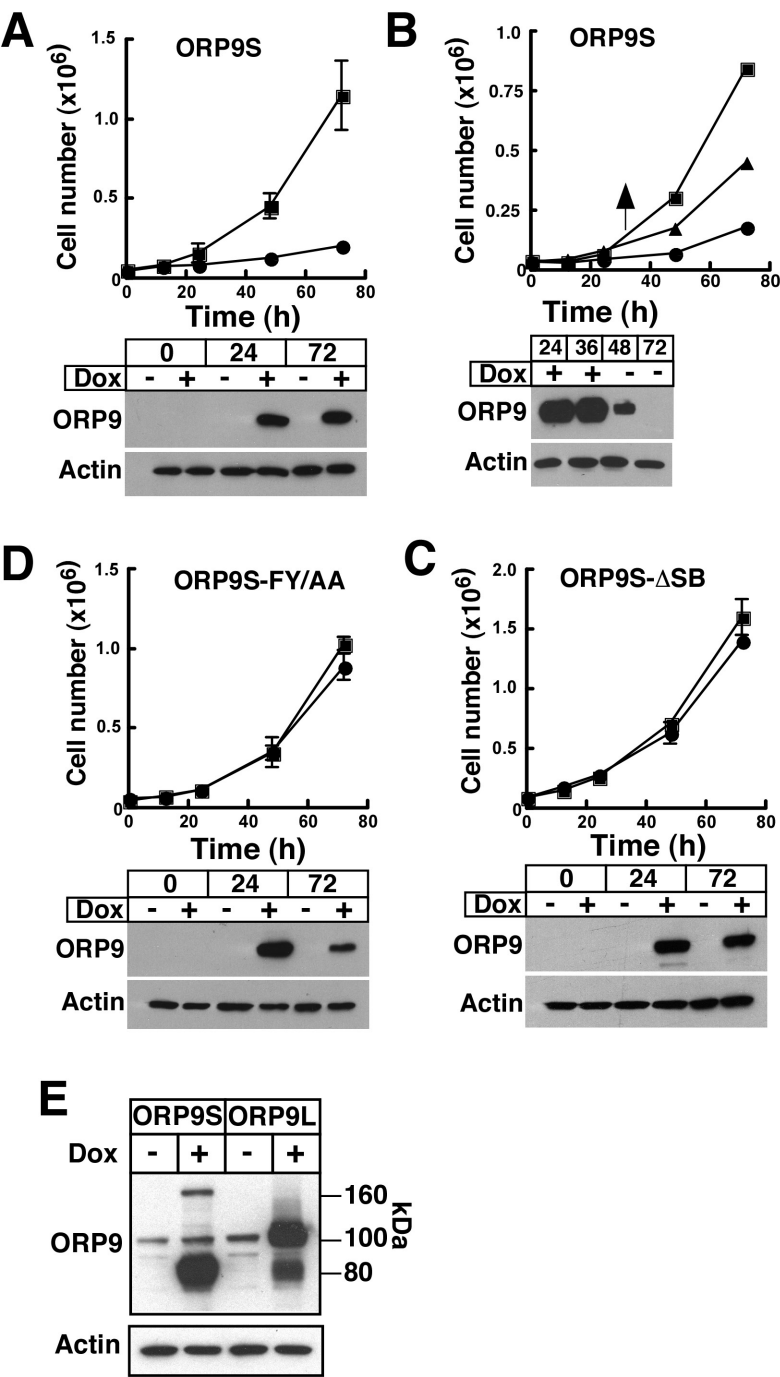 A
ORP9S
Cell number (x10⁶)
1.5
1.0
0.5
0
0 20 40 60 80
Time (h)
0 24 72
Dox - + - + - +
ORP9
Actin
B
ORP9S
Cell number (x10⁶)
1.0
0.75
0.5
0.25
0
0 20 40 60 80
Time (h)
24 36 48 72
Dox + + - -
ORP9
Actin
D
ORP9S-FY/AA
Cell number (x10⁶)
1.5
1.0
0.5
0
0 20 40 60 80
Time (h)
0 24 72
Dox - + - + - +
ORP9
Actin
C
ORP9S-ΔSB
Cell number (x10⁶)
2.0
1.5
1.0
0.5
0
0 20 40 60 80
Time (h)
0 24 72
Dox - + - + - +
ORP9
Actin
E
ORP9S ORP9L
Dox - + - +
ORP9
160
100
80
kDa
Actin